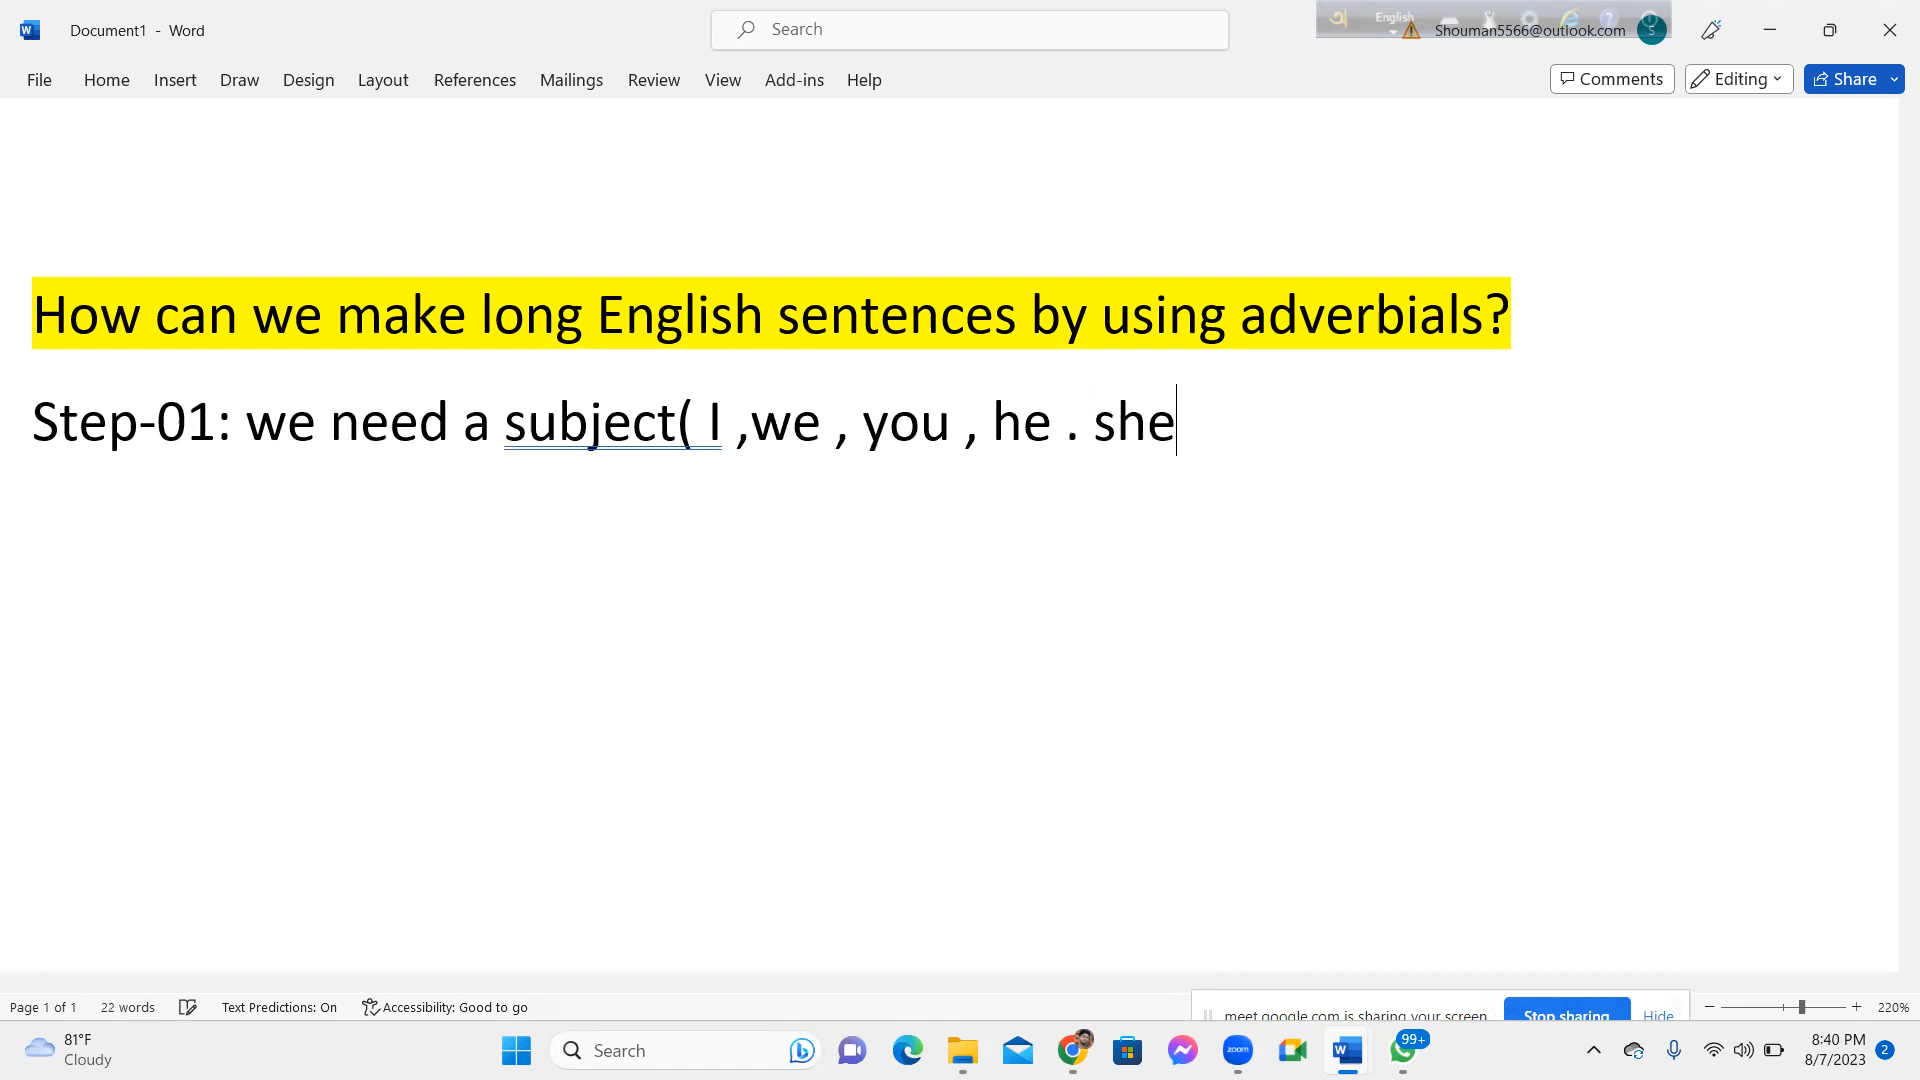 Document1 - Word
Search
English
Shouman5566@outlook.com
S
File Home Insert Draw Design Layout References Mailings Review View Add-ins Help
Comments Editing Share
How can we make long English sentences by using adverbials?
Step-01: we need a subject( I ,we , you , he . she
Page 1 of 1 22 words Text Predictions: On Accessibility: Good to go
meet.google.com is sharing your screen. Stop sharing Hide
220%
81°F
Cloudy
Search
zoom
99+
8:40 PM
8/7/2023
2